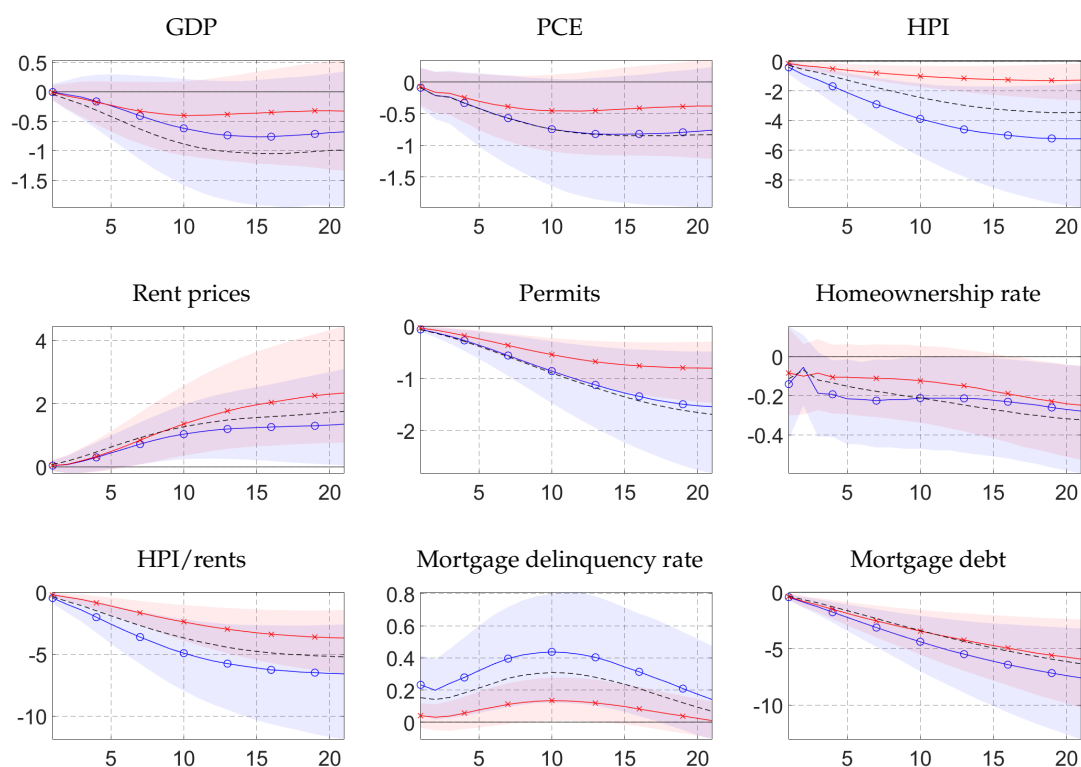 GDP
PCE
HPI
0.5
0
-0.5
-1
-1.5
5 10 15 20
0
-0.5
-1
-1.5
5 10 15 20
0
-2
-4
-6
-8
5 10 15 20
Rent prices
Permits
Homeownership rate
4
2
0
5 10 15 20
0
-1
-2
5 10 15 20
0
-0.2
-0.4
5 10 15 20
HPI/rents
Mortgage delinquency rate
Mortgage debt
0
-5
-10
5 10 15 20
0.8
0.6
0.4
0.2
0
5 10 15 20
0
-5
-10
5 10 15 20